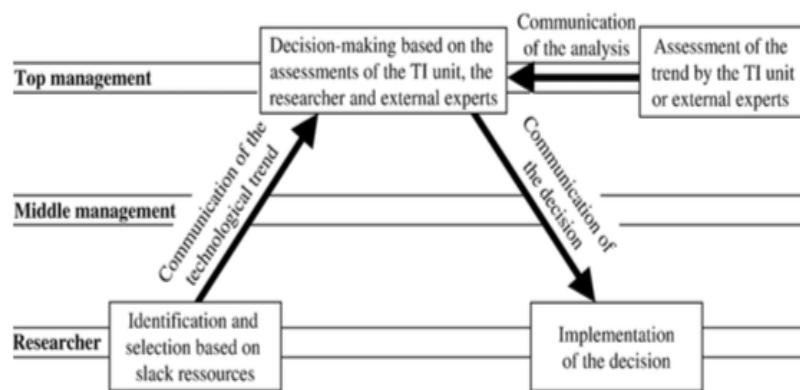 Communication
of the analysis
Decision-making based on the
assessments of the TI unit, the
researcher and external experts
Assessment of the
trend by the TI unit
or external experts
Top management
Communication of the
technological trend
Communication of
the decision
Middle management
Identification and
selection based on
slack ressources
Implementation
of the decision
Researcher